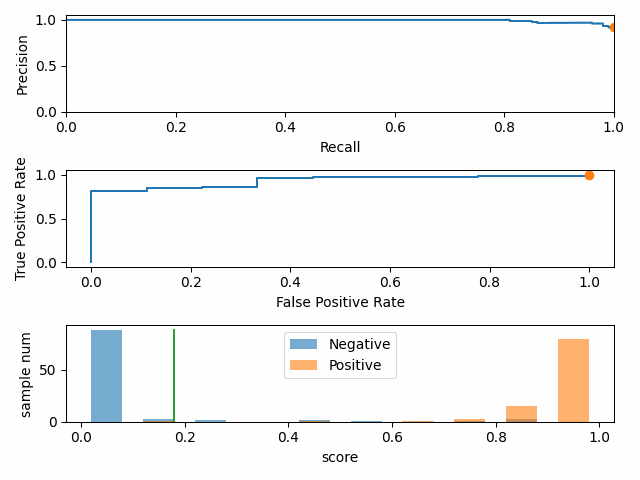 Precision
1.0
0.5
0.0
0.0 0.2 0.4 0.6 0.8 1.0
Recall
True Positive Rate
1.0
0.5
0.0
0.0 0.2 0.4 0.6 0.8 1.0
False Positive Rate
sample num
50
0
Negative
Positive
0.0 0.2 0.4 0.6 0.8 1.0
score